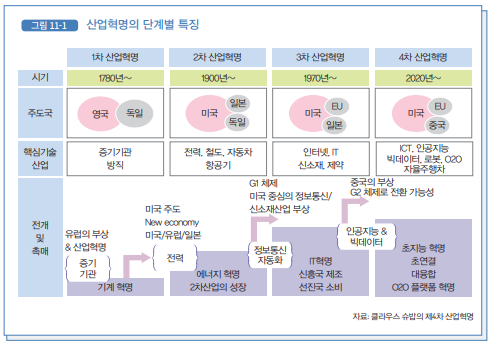 그림 11-1 산업혁명의 단계별 특징
1차 산업혁명 2차 산업혁명 3차 산업혁명 4차 산업혁명
시기 1780년~ 1900년~ 1970년~ 2020년~
주도국 영국 독일 미국 일본 독일 미국 EU 일본 미국 EU 중국
핵심기술 산업
증기기관
방직
전력, 철도, 자동차
항공기
인터넷, IT
신소재, 제약
ICT, 인공지능
빅데이터, 로봇, O2O
자율주행차
전개
및
촉매
유럽의 부상
& 산업혁명
증기
기관
기계 혁명
미국 주도
New economy
미국/유럽/일본
전력
에너지 혁명
2차산업의 성장
G1 체제
미국 중심의 정보통신/
신소재산업 부상
정보통신
자동화
IT혁명
신흥국 제조
선진국 소비
중국의 부상
G2 체제로 전환 가능성
인공지능 &
빅데이터
초지능 혁명
초연결
대융합
O2O 플랫폼 혁명
자료: 클라우스 슈밥의 제4차 산업혁명